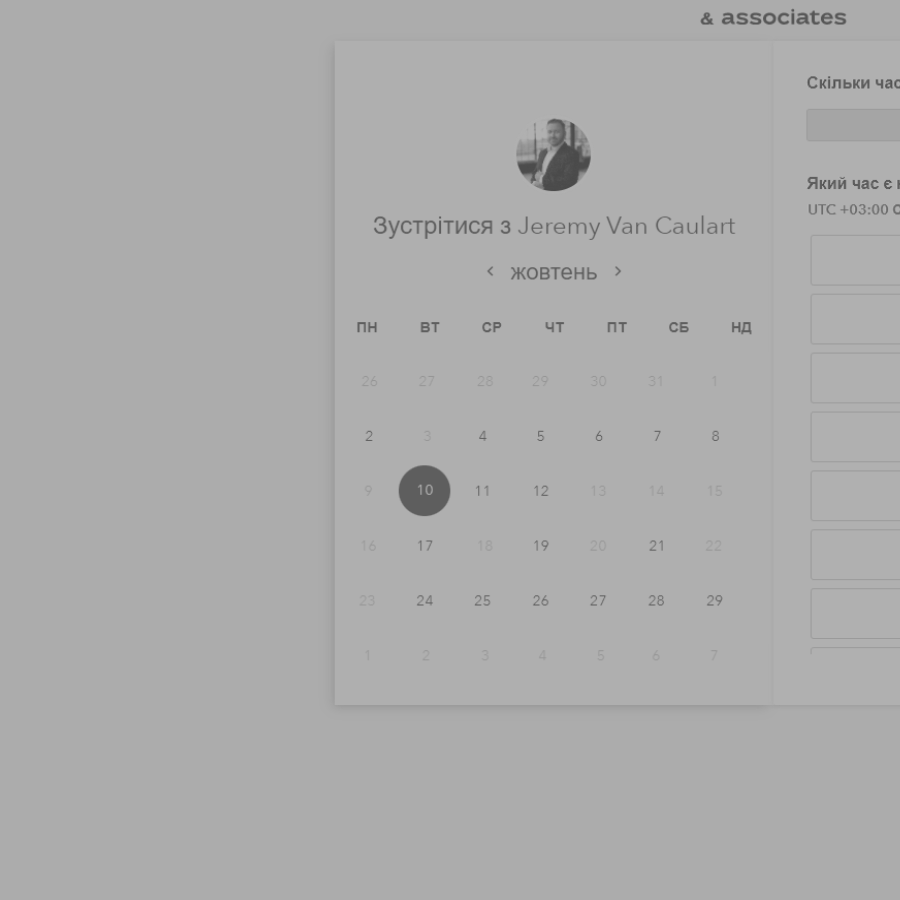 & associates
Зустрітися з Jeremy Van Caulart
жовтень
ПН ВТ СР ЧТ ПТ СБ НД
26 27 28 29 30 31 1
2 3 4 5 6 7 8
9 10 11 12 13 14 15
16 17 18 19 20 21 22
23 24 25 26 27 28 29
1 2 3 4 5 6 7
Скільки час
Який час є
UTC +03:00